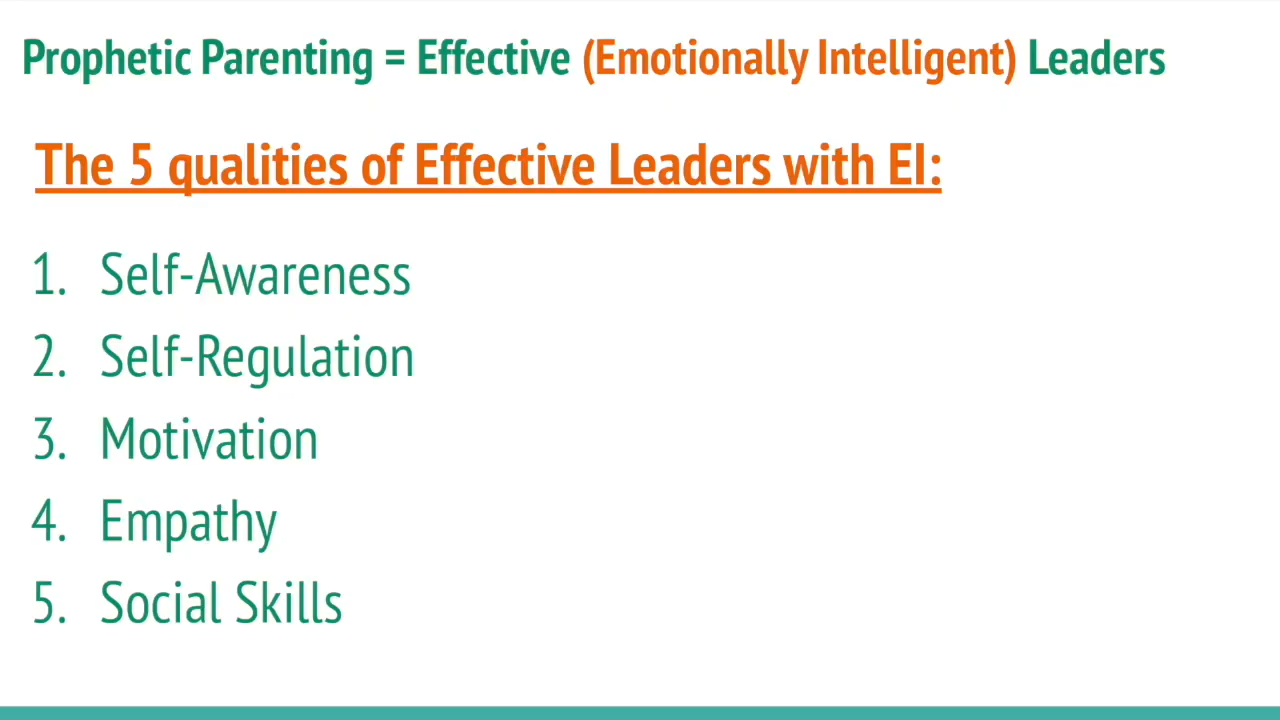 Prophetic Parenting = Effective (Emotionally Intelligent) Leaders
The 5 qualities of Effective Leaders with EI:
1. Self-Awareness
2. Self-Regulation
3. Motivation
4. Empathy
5. Social Skills